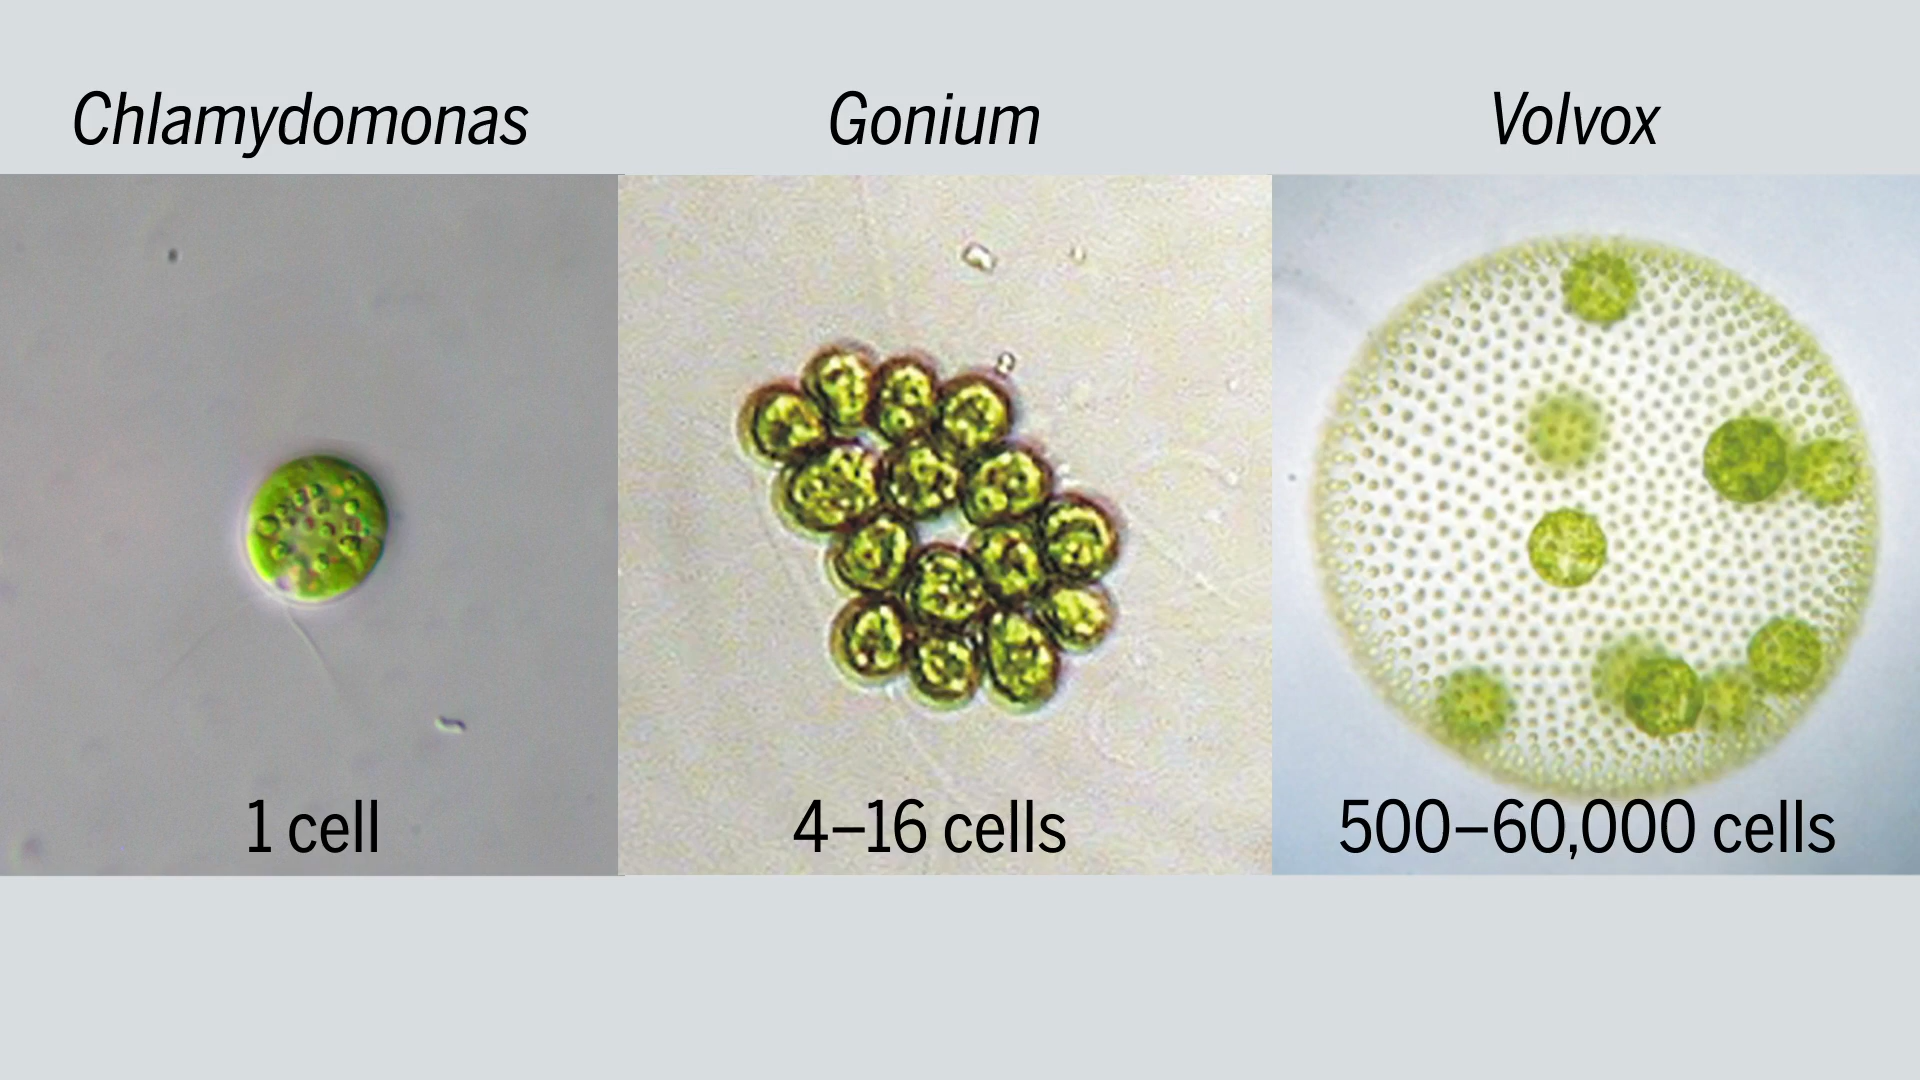 Chlamydomonas
Gonium
Volvox
1 cell
4–16 cells
500–60,000 cells